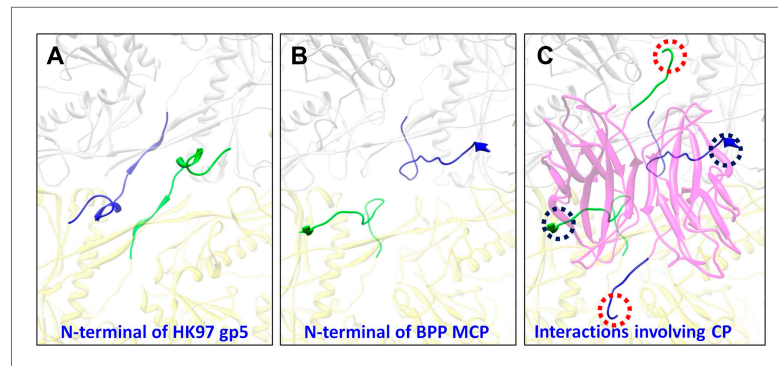 A
B
C
N-terminal of HK97 gp5
N-terminal of BPP MCP
Interactions involving CP